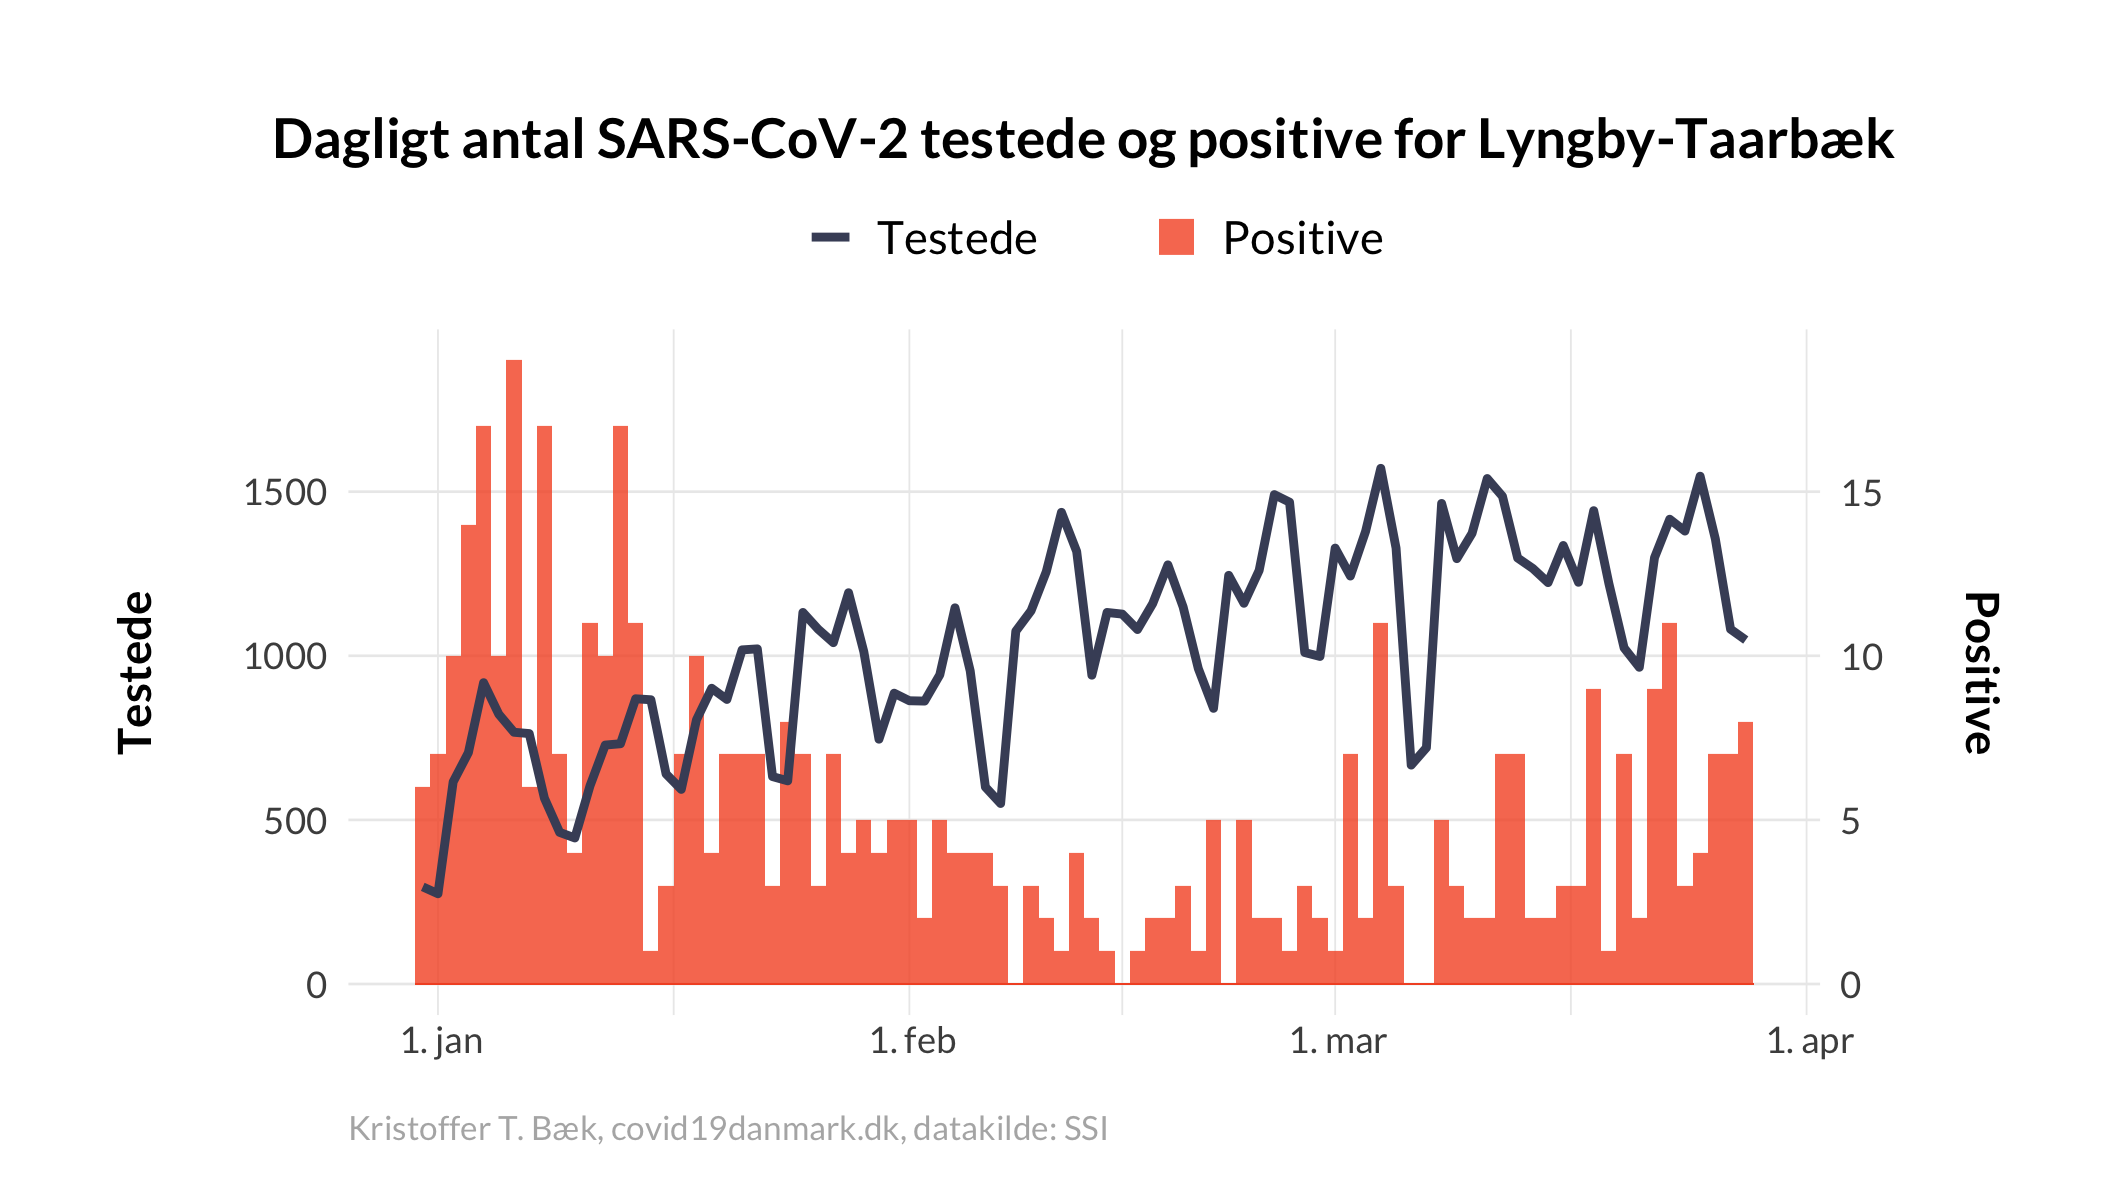 Dagligt antal SARS-CoV-2 testede og positive for Lyngby-Taarbæk
Testede Positive
1500 15
1000 10
500 5
0 0
Testede
Positive
1. jan 1. feb 1. mar 1. apr
Kristoffer T. Bæk, covid19danmark.dk, datakilde: SSI